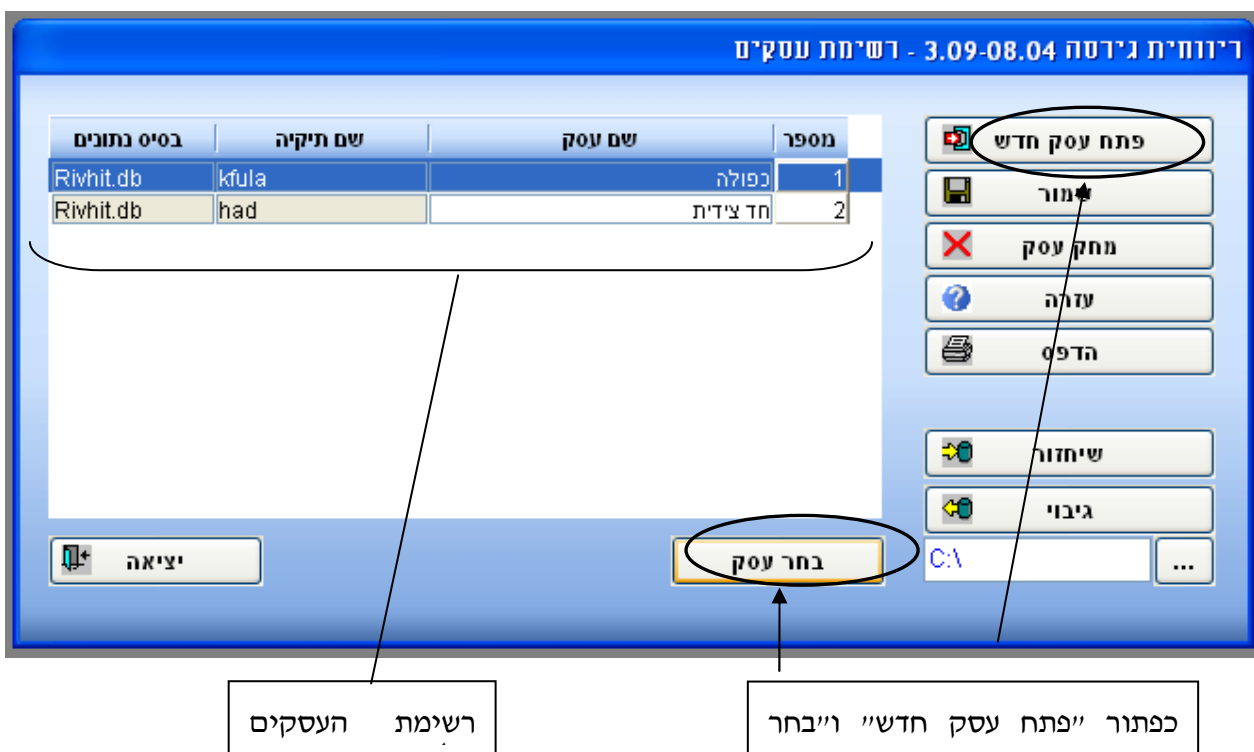 ריווחית גירסה 3.09-08.04 - רשימת עסקים
מספר שם עסק שם תיקיה בסיס נתונים
1 כפולה kfula Rivhit.db
2 חד צידית had Rivhit.db
פתח עסק חדש
שמור
מחק עסק
עזרה
הדפס
שיחזור
גיבוי
... C:\
בחר עסק
יציאה
כפתור "פתח עסק חדש" ו"בחר
רשימת העסקים